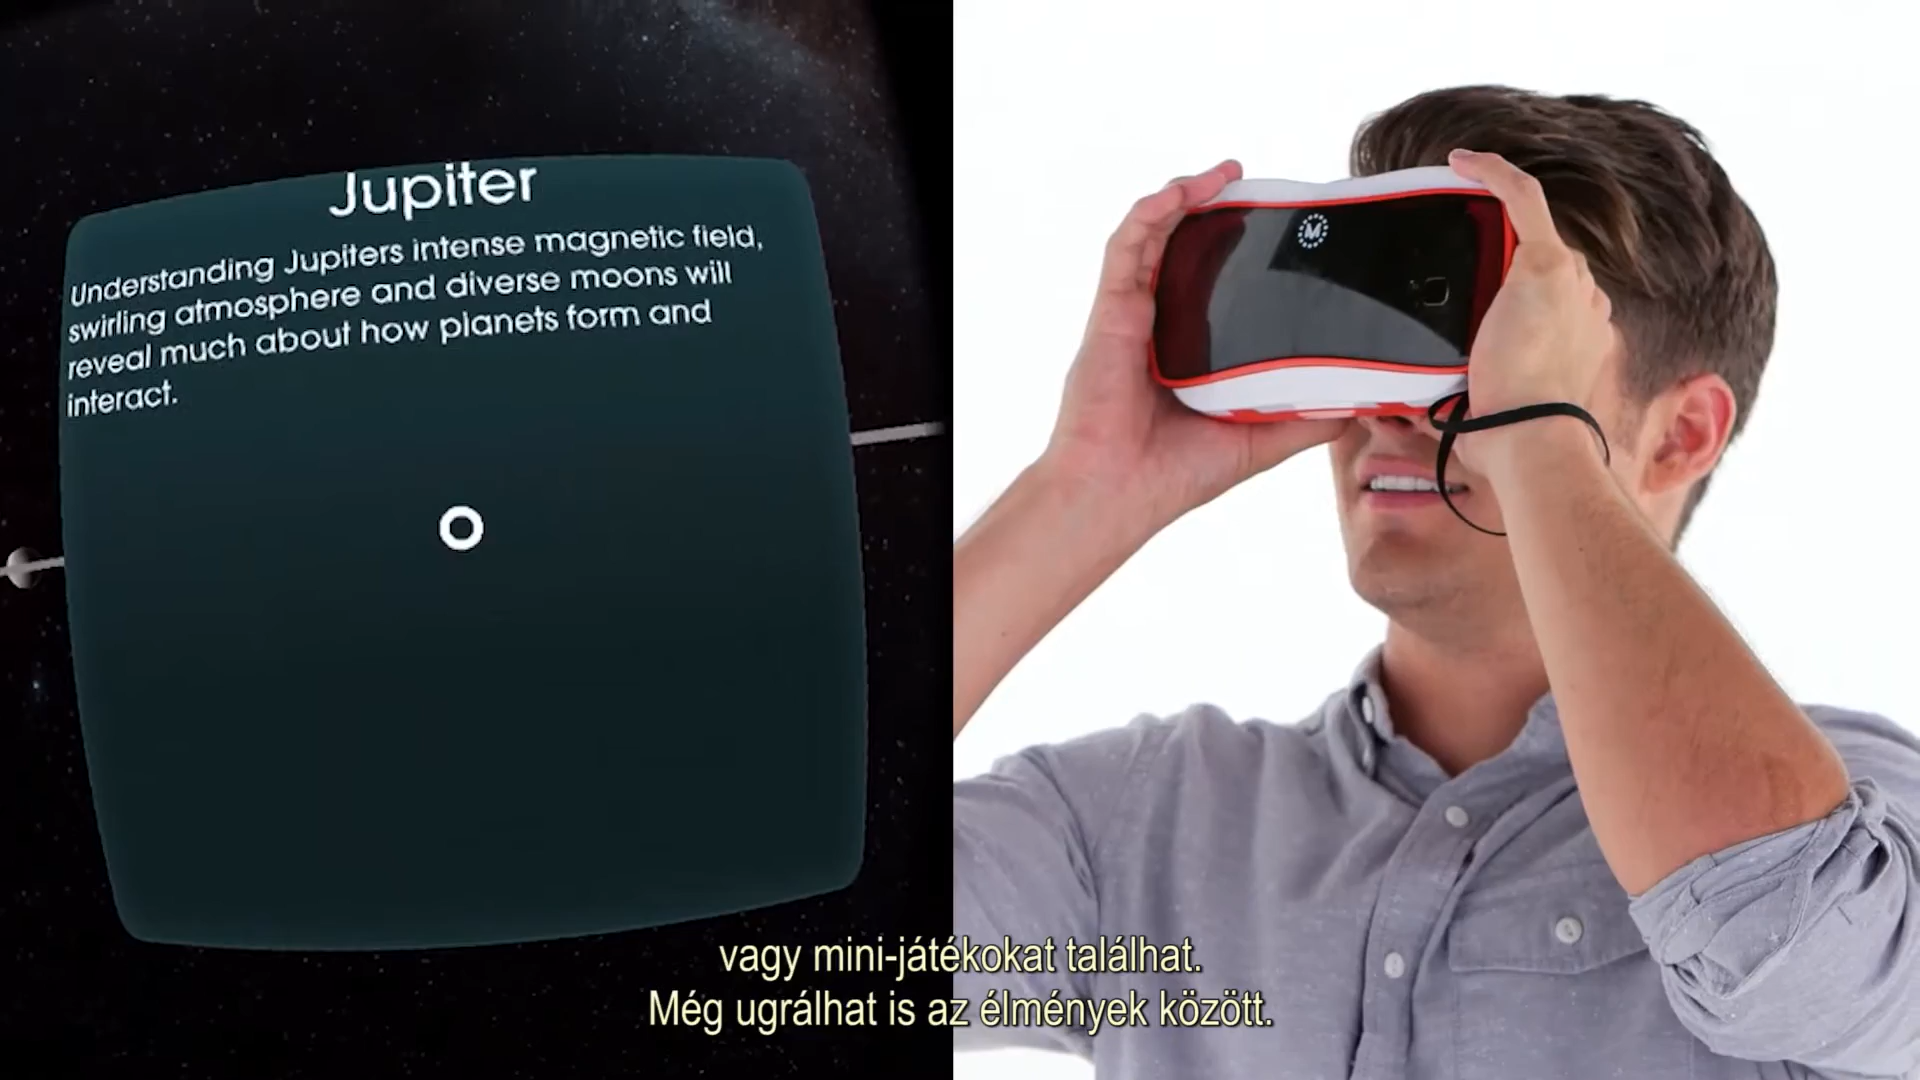 Jupiter
Understanding Jupiters intense magnetic field,
swirling atmosphere and diverse moons will
reveal much about how planets form and
interact.
M
vagy mini-játékokat találhat.
Még ugrálhat is az élmények között.